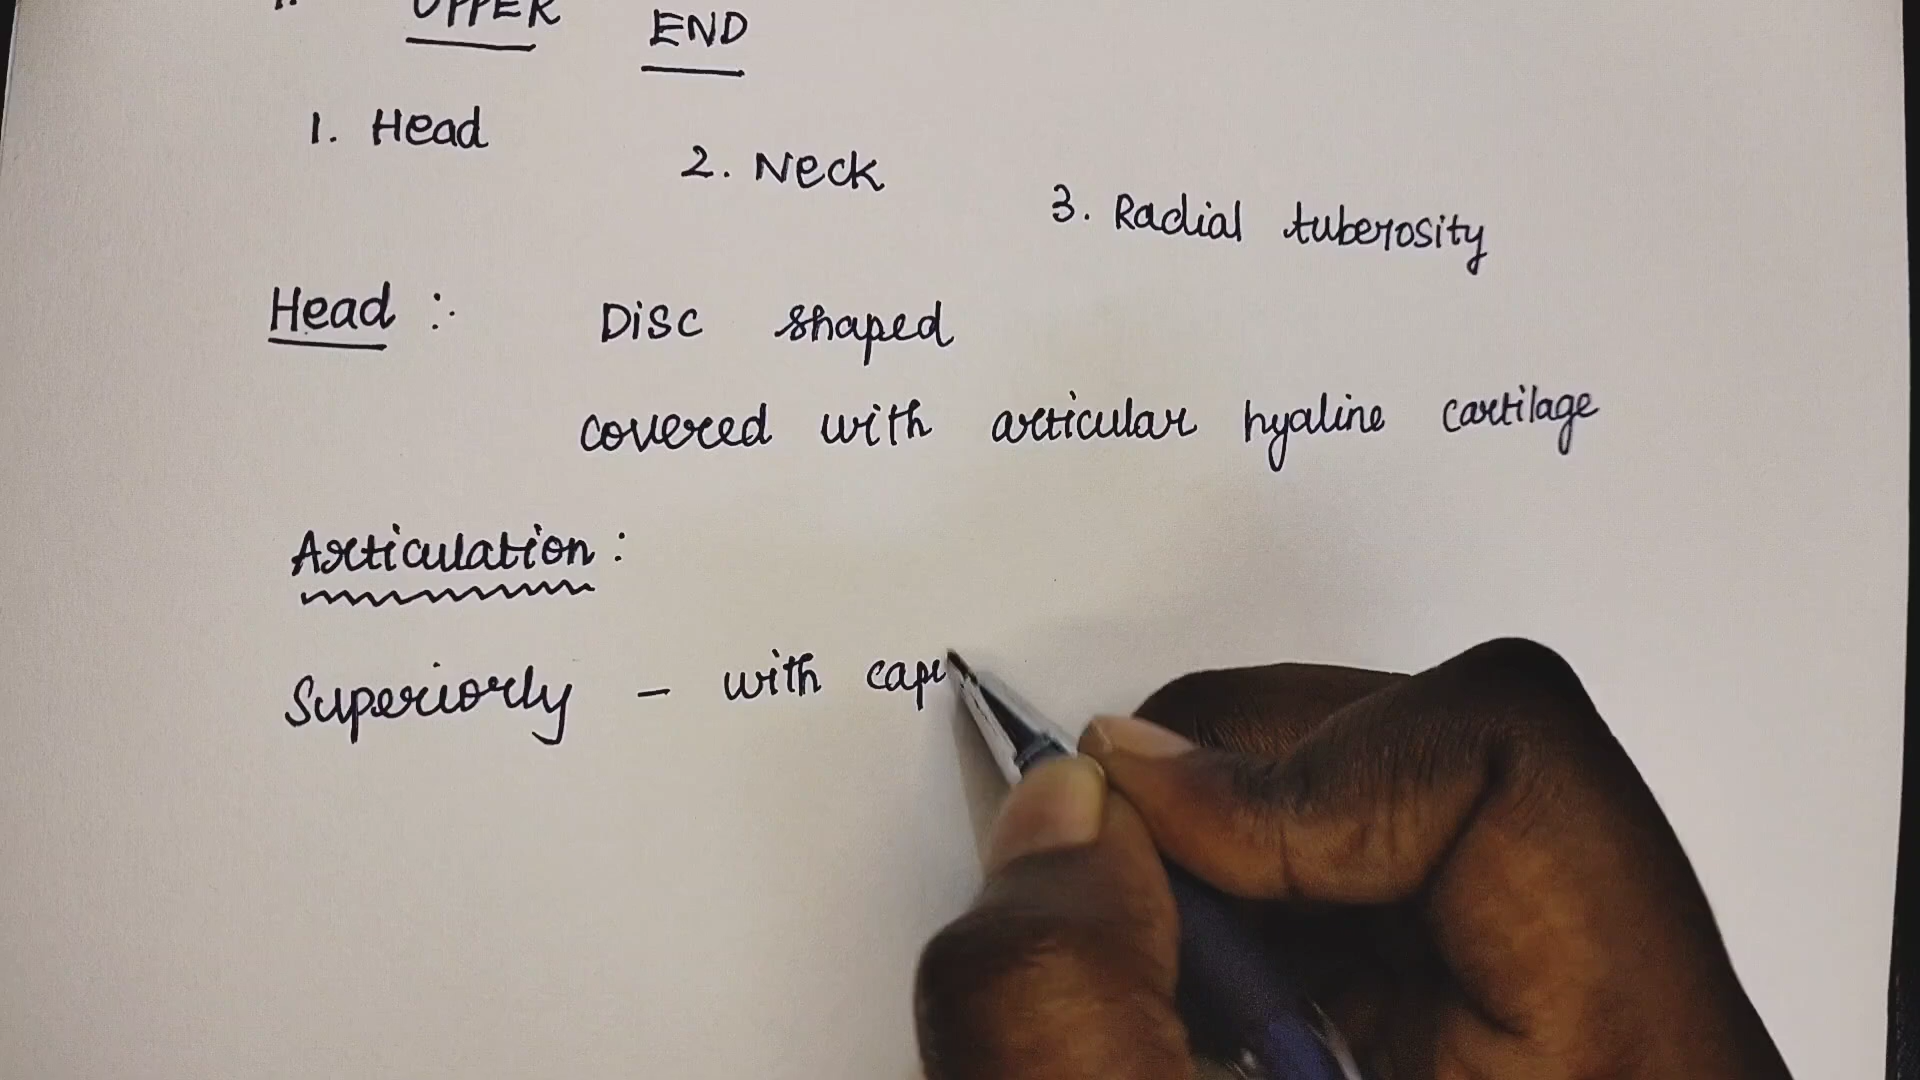 1. UPPER END
1. Head 2. Neck 3. Radial tuberosity
Head :- Disc shaped
covered with articular hyaline cartilage
Articulation :
Superiorly - with